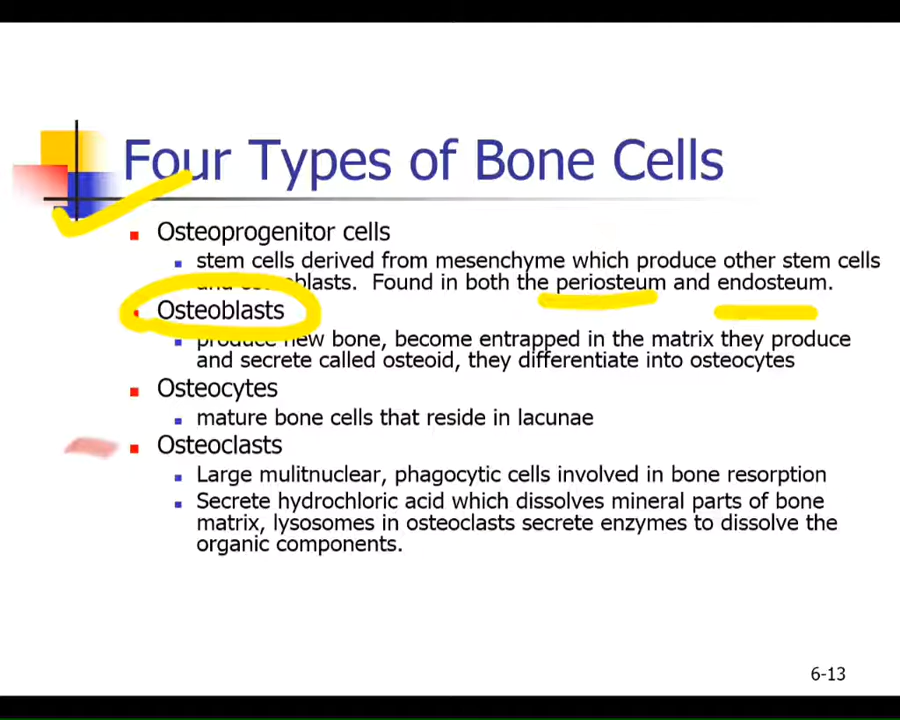 Four Types of Bone Cells
Osteoprogenitor cells
stem cells derived from mesenchyme which produce other stem cells
and osteoblasts. Found in both the periosteum and endosteum.
Osteoblasts
produce new bone, become entrapped in the matrix they produce
and secrete called osteoid, they differentiate into osteocytes
Osteocytes
mature bone cells that reside in lacunae
Osteoclasts
Large mulitnuclear, phagocytic cells involved in bone resorption
Secrete hydrochloric acid which dissolves mineral parts of bone
matrix, lysosomes in osteoclasts secrete enzymes to dissolve the
organic components.
6-13